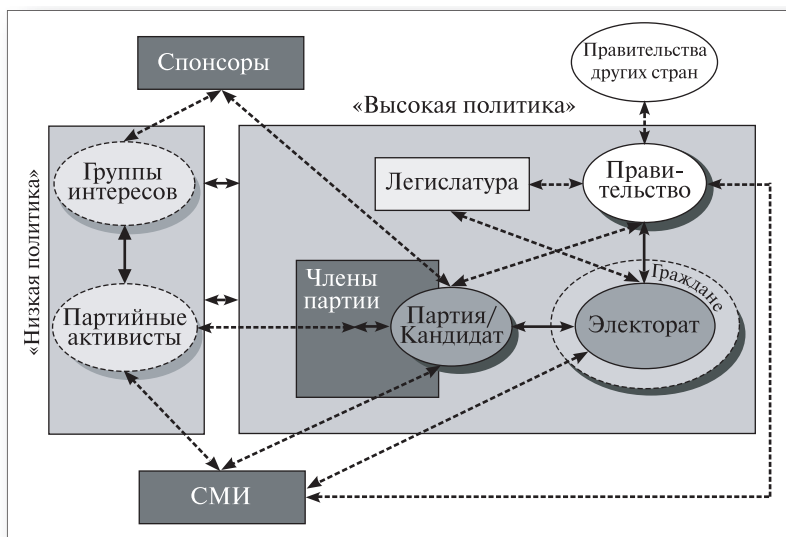 Спонсоры
Правительства
других стран
«Высокая политика»
«Низкая политика»
Группы
интересов
Легислатура
Прави-
тельство
Члены
партии
Граждане
Партийные
активисты
Партия/
Кандидат
Электорат
СМИ